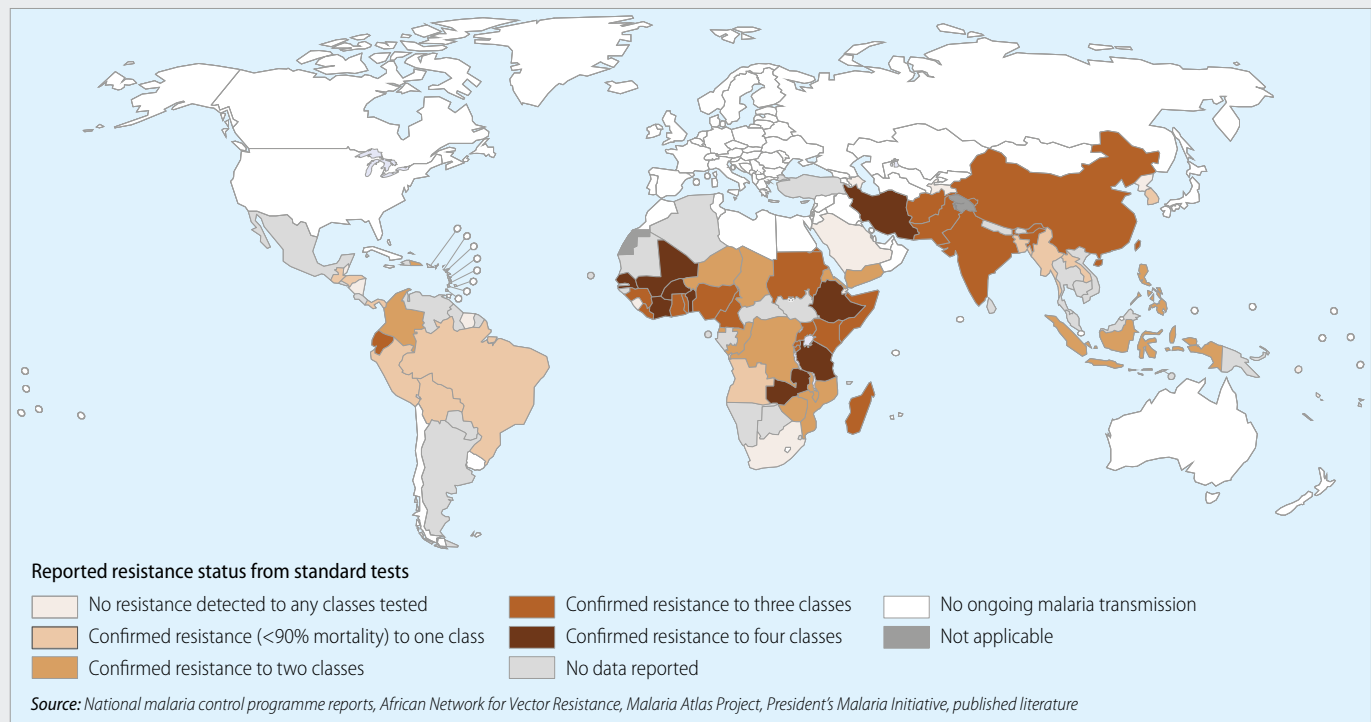 Reported resistance status from standard tests
No resistance detected to any classes tested
Confirmed resistance (<90% mortality) to one class
Confirmed resistance to two classes
Confirmed resistance to three classes
Confirmed resistance to four classes
No data reported
No ongoing malaria transmission
Not applicable
Source: National malaria control programme reports, African Network for Vector Resistance, Malaria Atlas Project, President's Malaria Initiative, published literature